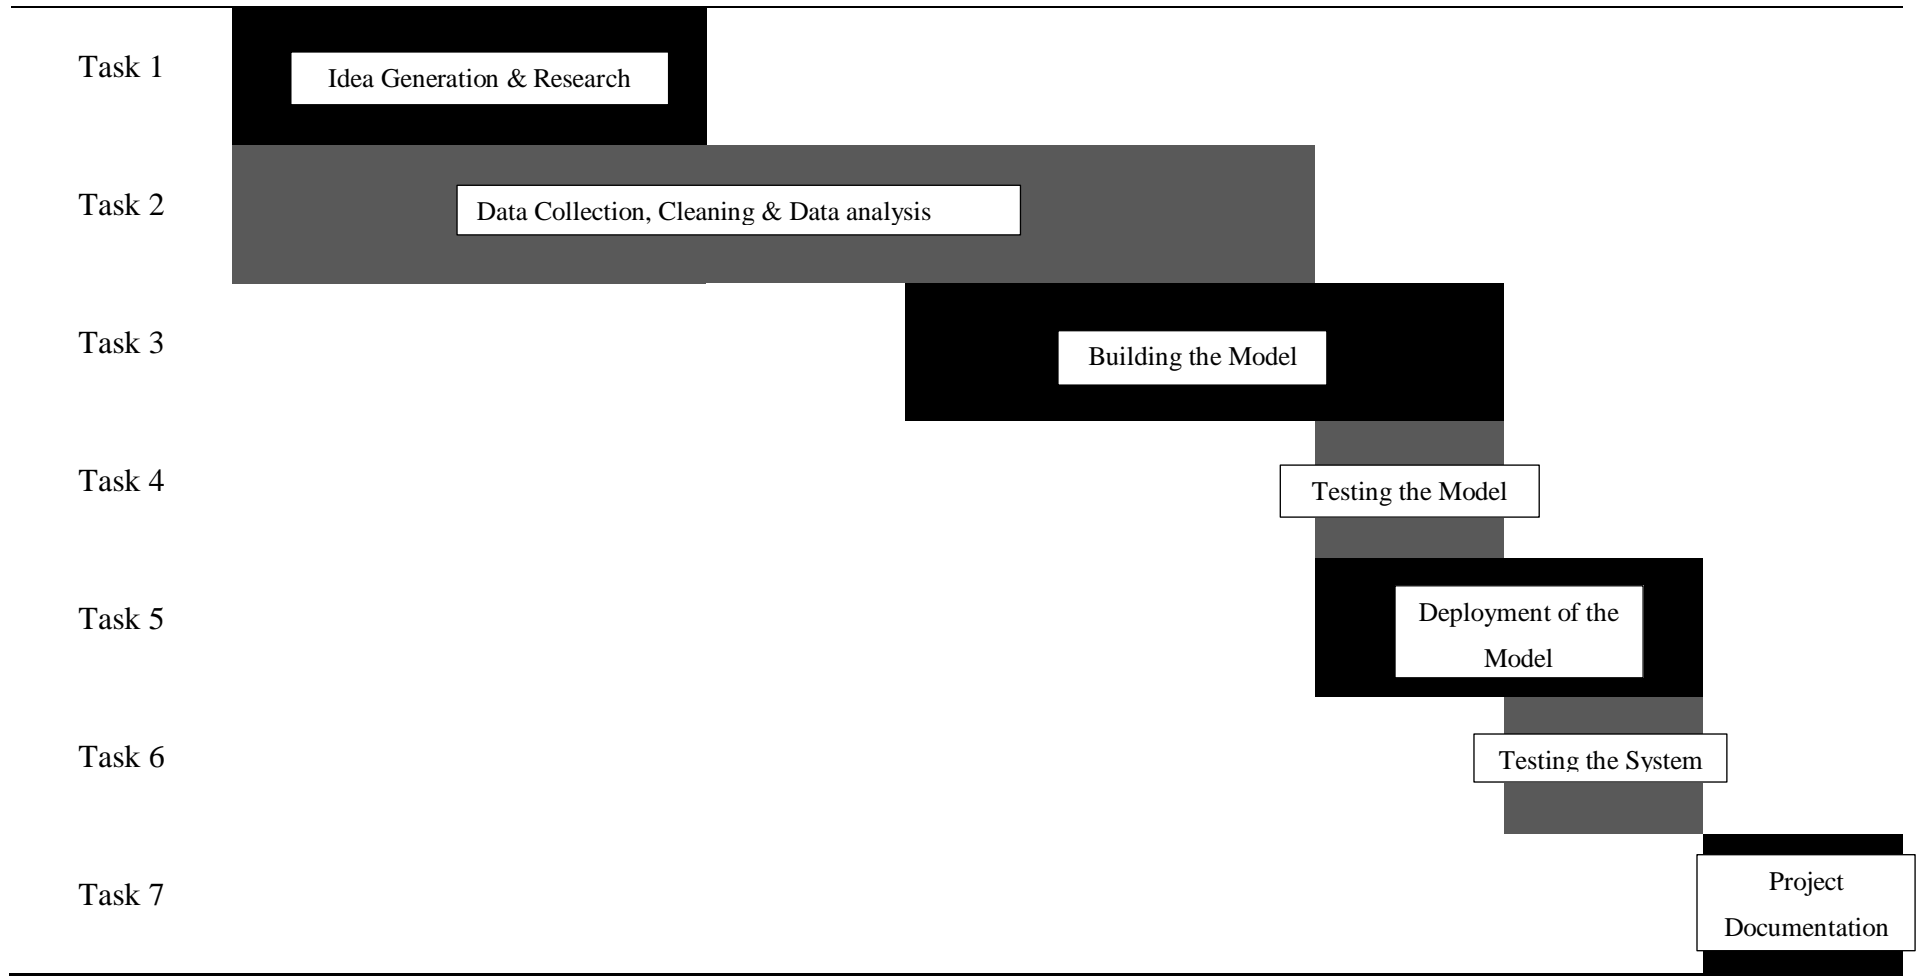 Task 1
Idea Generation & Research
Task 2
Data Collection, Cleaning & Data analysis
Task 3
Building the Model
Task 4
Testing the Model
Task 5
Deployment of the
Model
Task 6
Testing the System
Task 7
Project
Documentation